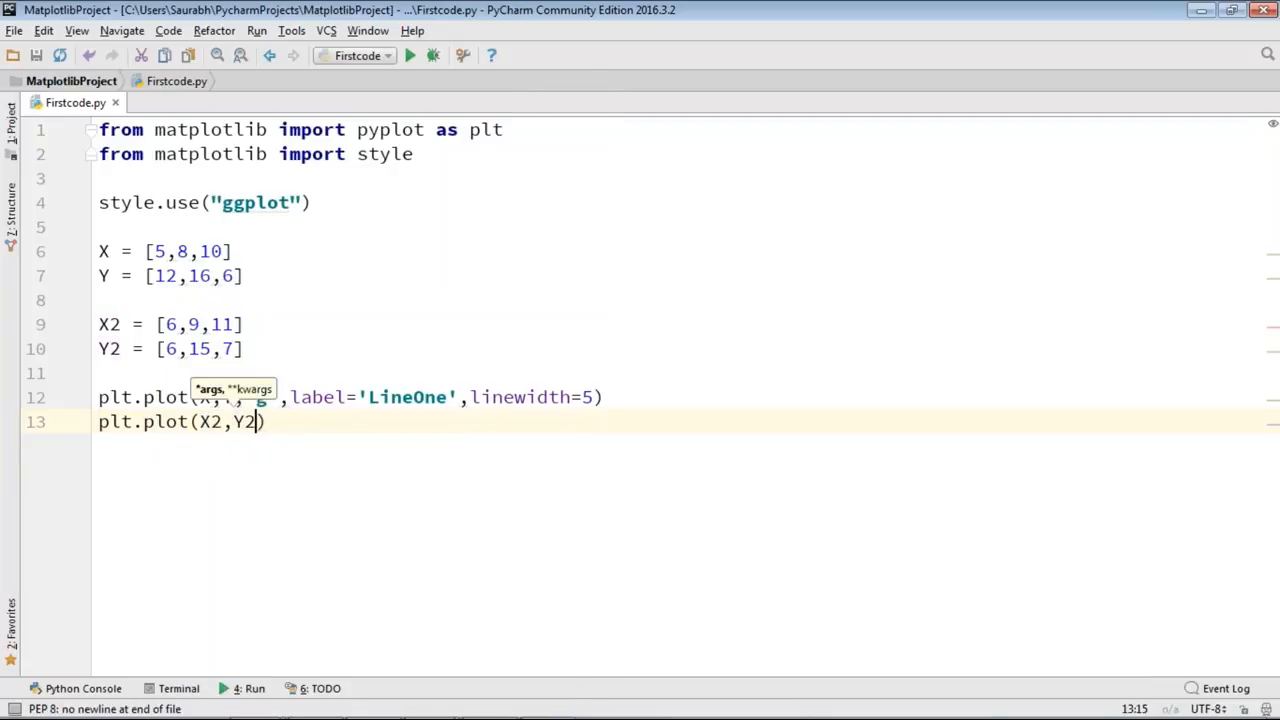 MatplotlibProject - [C:\Users\Saurabh\PycharmProjects\MatplotlibProject] - ...\Firstcode.py - PyCharm Community Edition 2016.3.2
File Edit View Navigate Code Refactor Run Tools VCS Window Help
Firstcode
MatplotlibProject Firstcode.py
Firstcode.py
1: Project
Z: Structure
2: Favorites
1 from matplotlib import pyplot as plt
2 from matplotlib import style
3
4 style.use("ggplot")
5
6 X = [5,8,10]
7 Y = [12,16,6]
8
9 X2 = [6,9,11]
10 Y2 = [6,15,7]
11
*args, **kwargs
12 plt.plot( ,label='LineOne',linewidth=5)
13 plt.plot(X2,Y2)
Python Console Terminal 4: Run 6: TODO Event Log
PEP 8: no newline at end of file 13:15 n/a UTF-8